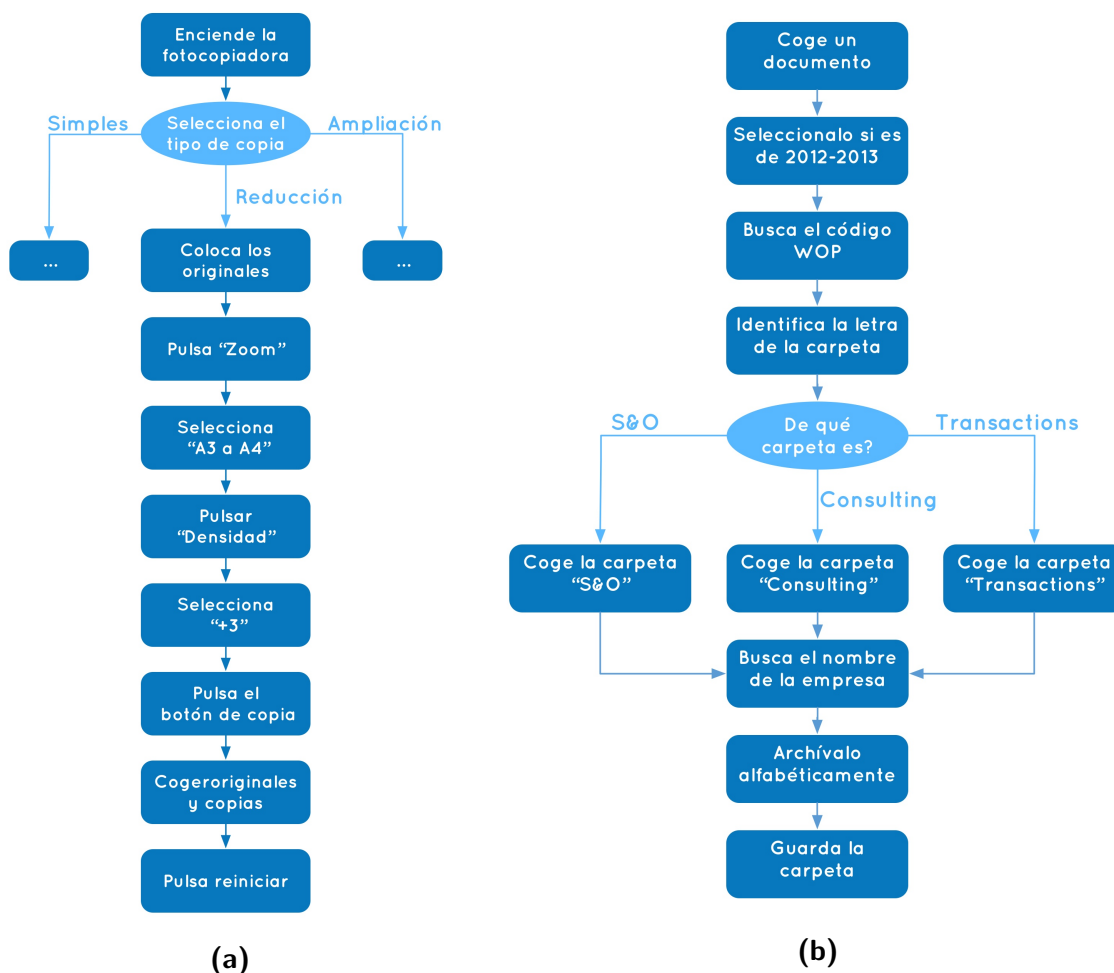 Enciende la
fotocopiadora
Simples
Selecciona el
tipo de copia
Ampliación
Reducción
...
Coloca los
originales
...
Pulsa “Zoom”
Selecciona
“A3 a A4”
Pulsar
“Densidad”
Selecciona
“+3”
Pulsa el
botón de copia
Cogeroriginales
y copias
Pulsa reiniciar
(a)
Coge un
documento
Seleccionalo si es
de 2012-2013
Busca el código
WOP
Identifica la letra
de la carpeta
S&O
De qué
carpeta es?
Transactions
Consulting
Coge la carpeta
“S&O”
Coge la carpeta
“Consulting”
Coge la carpeta
“Transactions”
Busca el nombre
de la empresa
Archívalo
alfabéticamente
Guarda la
carpeta
(b)